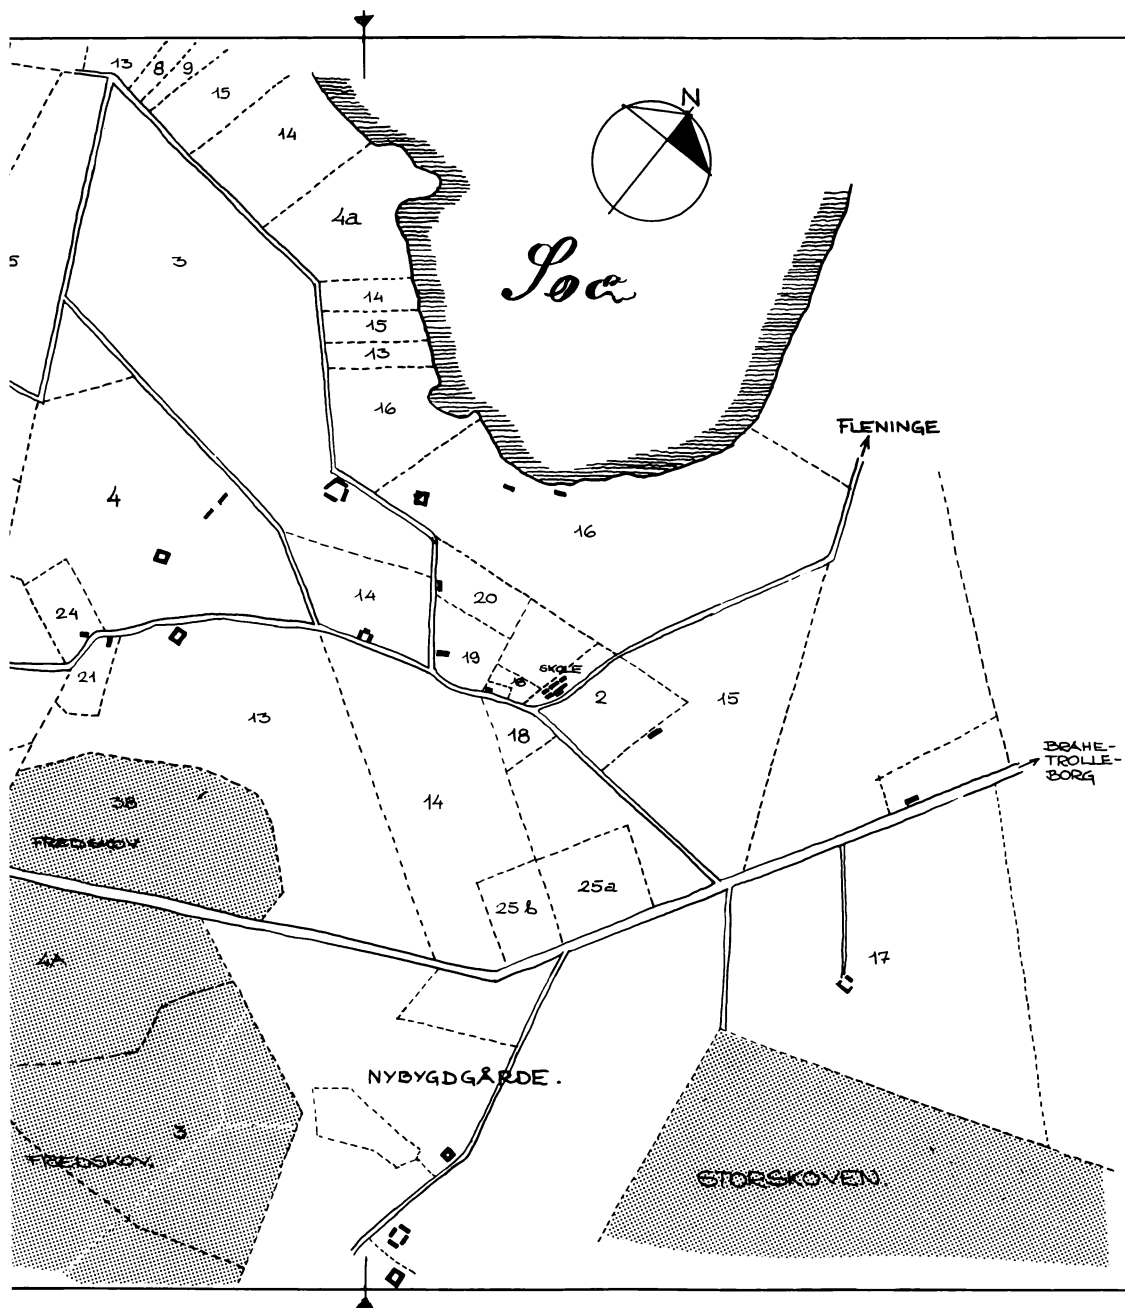 13
8
9
15
14
N
4a
3
5
Søe
14
15
13
16
FLENINGE
4
16
24
14
20
19
SKOLE
21
2
15
13
18
BRAHE-
TROLLE-
BORG
3B
14
FREDSKOV
25b
25a
4A
17
NYBYGDGÅRDE.
3
FREDSKOV.
STORSKOVEN.